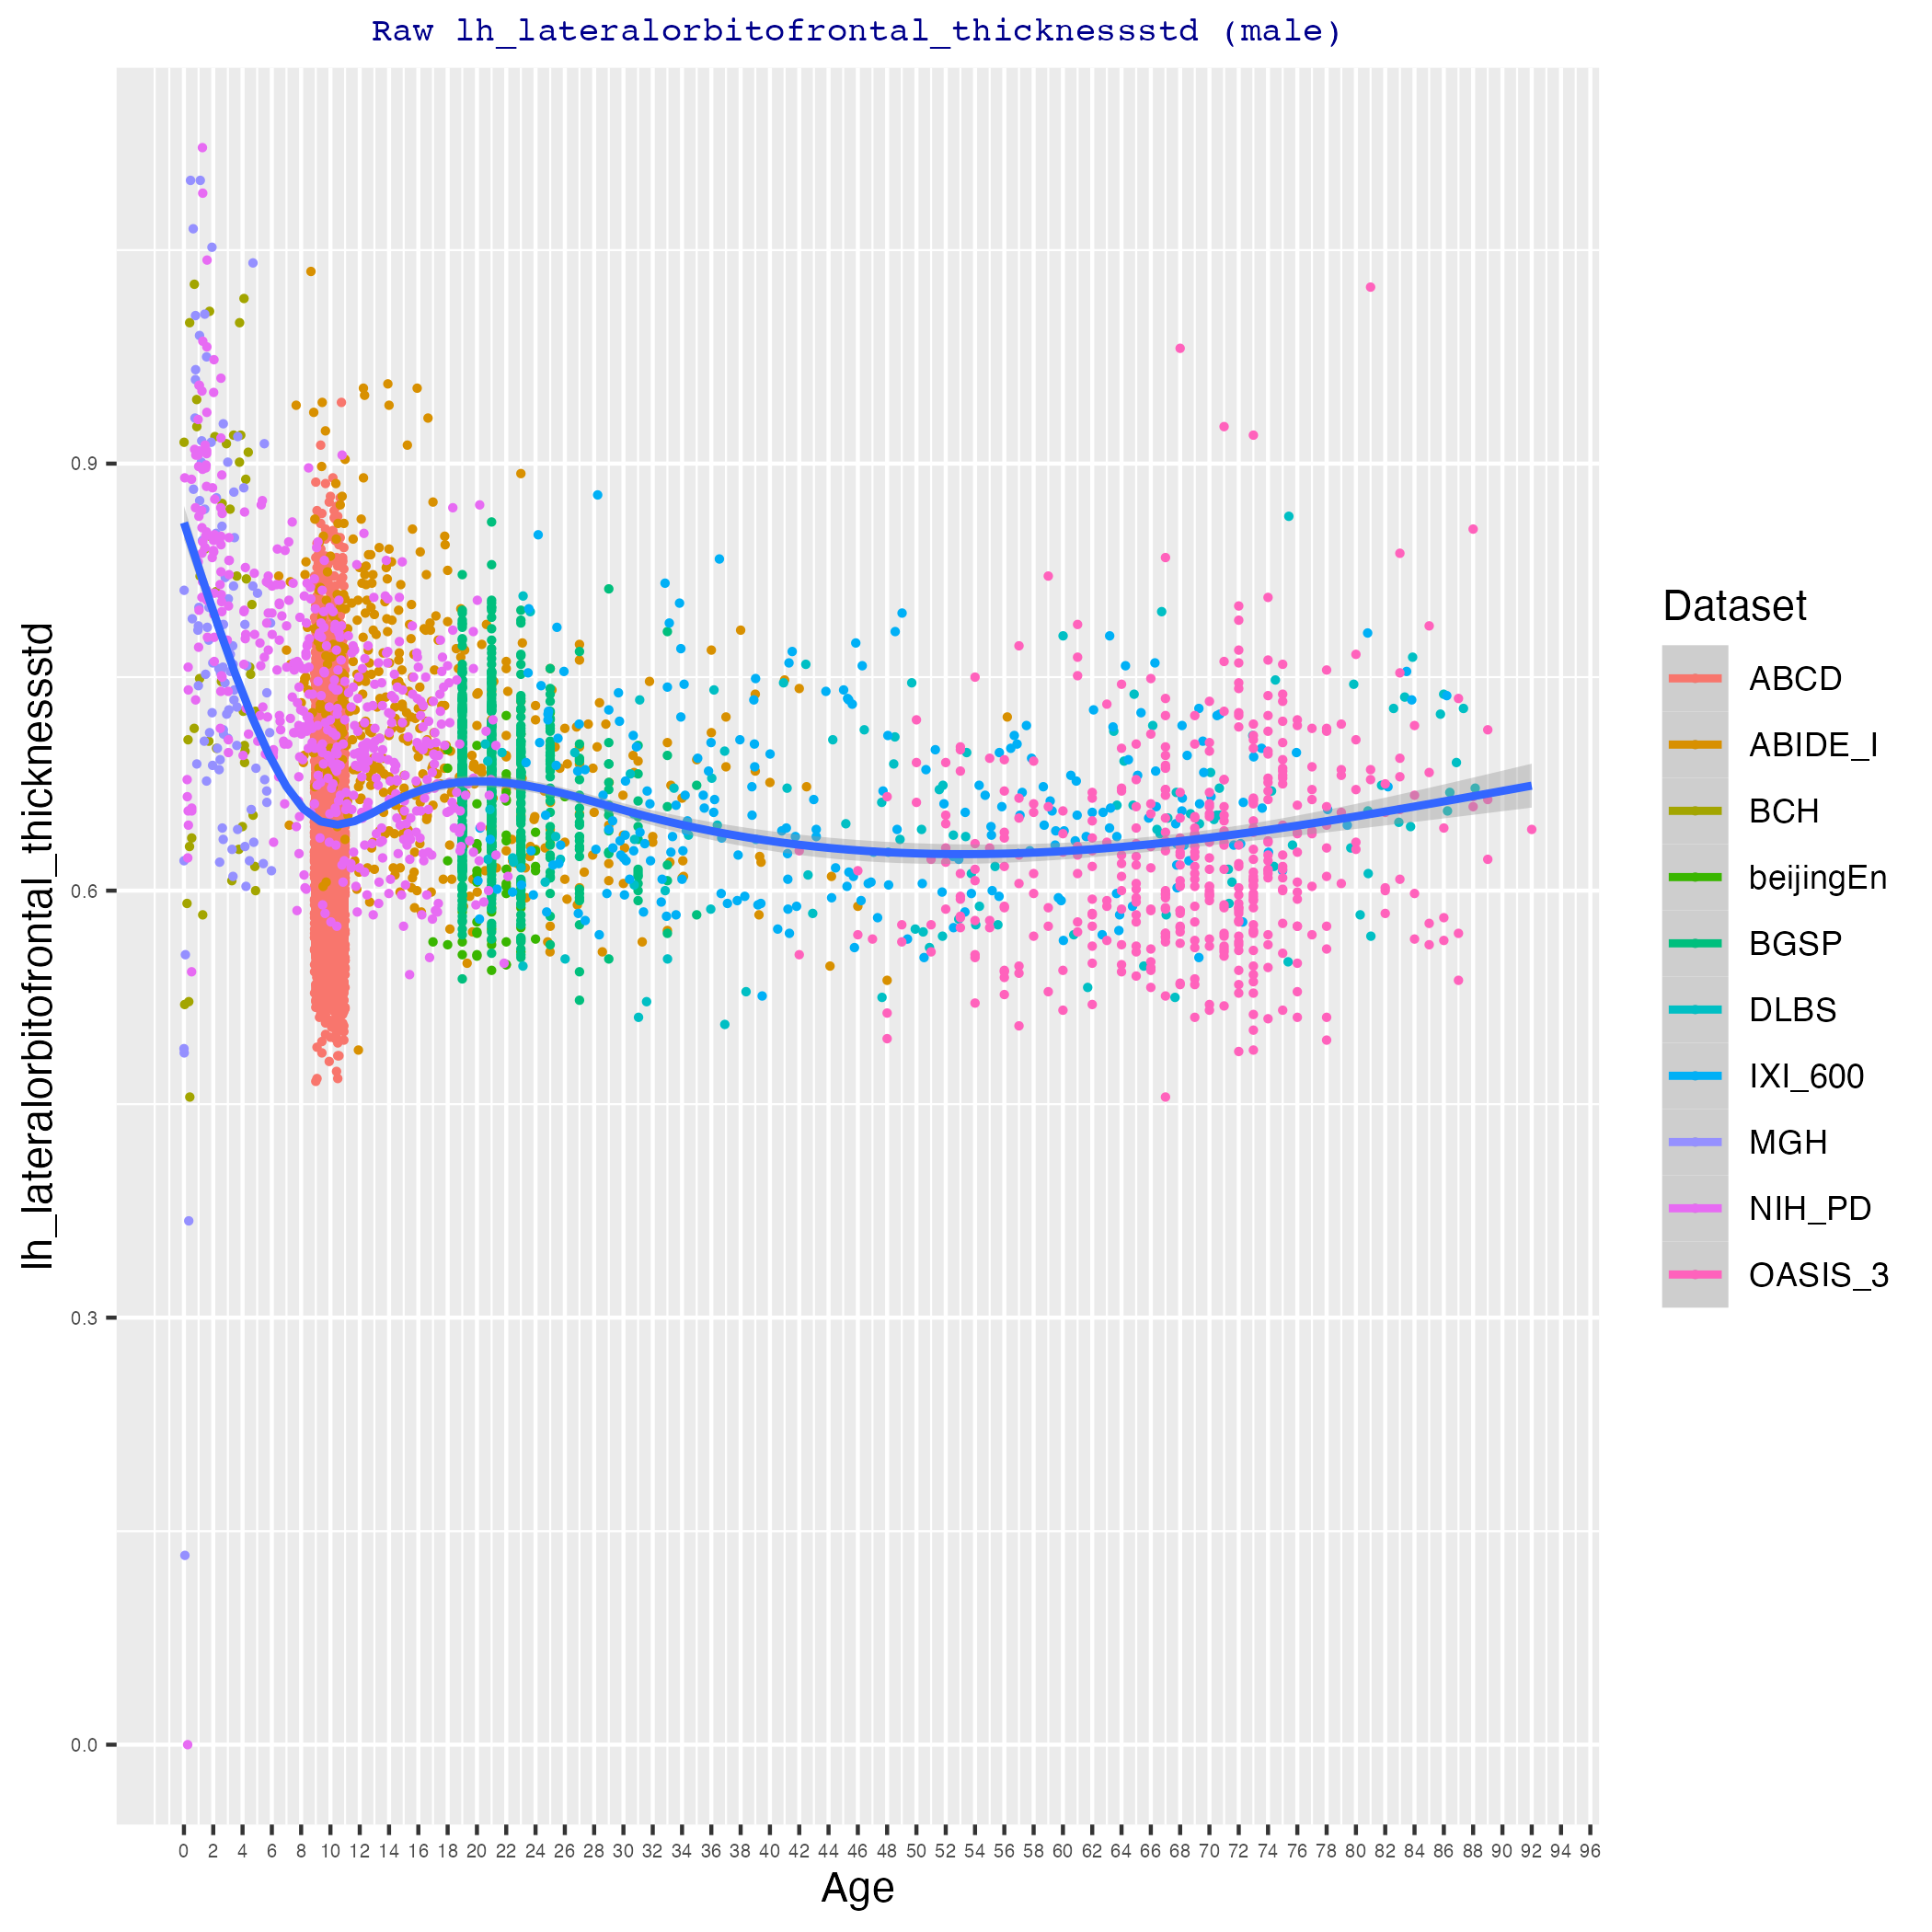 Raw lh_lateralorbitofrontal_thicknessstd (male)
lh_lateralorbitofrontal_thicknessstd
0.9
0.6
0.3
0.0
0 2 4 6 8 10 12 14 16 18 20 22 24 26 28 30 32 34 36 38 40 42 44 46 48 50 52 54 56 58 60 62 64 66 68 70 72 74 76 78 80 82 84 86 88 90 92 94 96
Age
Dataset
ABCD
ABIDE_I
BCH
beijingEn
BGSP
DLBS
IXI_600
MGH
NIH_PD
OASIS_3